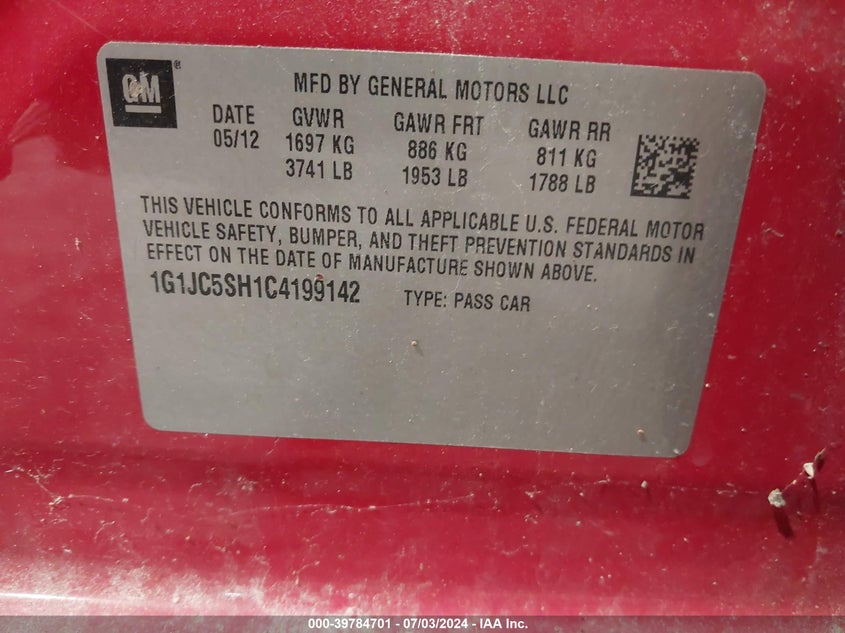 GM®
MFD BY GENERAL MOTORS LLC
DATE GVWR GAWR FRT GAWR RR
05/12 1697 KG 886 KG 811 KG
3741 LB 1953 LB 1788 LB
THIS VEHICLE CONFORMS TO ALL APPLICABLE U.S. FEDERAL MOTOR
VEHICLE SAFETY, BUMPER, AND THEFT PREVENTION STANDARDS IN
EFFECT ON THE DATE OF MANUFACTURE SHOWN ABOVE.
1G1JC5SH1C4199142 TYPE: PASS CAR
000-39784701 - 07/03/2024 - IAA Inc.